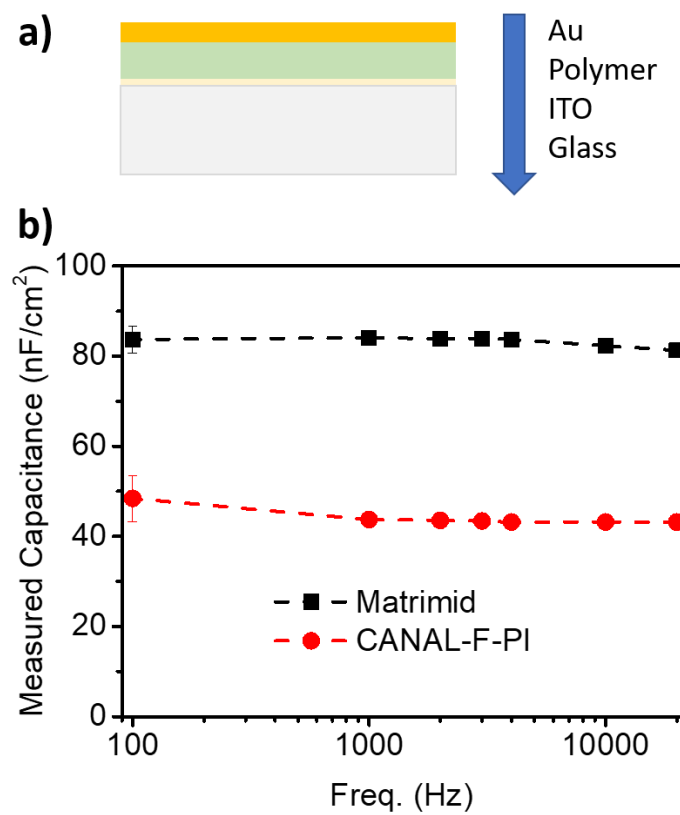 a)
Au
Polymer
ITO
Glass
b)
Measured Capacitance (nF/cm²)
100
80
60
40
20
0
Matrimid
CANAL-F-PI
100 1000 10000
Freq. (Hz)